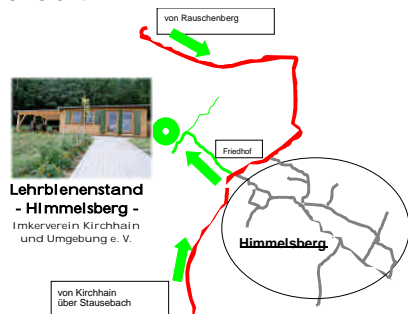 von Rauschenberg
Friedhof
Lehrbienenstand
- Himmelsberg -
Imkerverein Kirchhain
und Umgebung e. V.
Himmelsberg
von Kirchhain
über Stausebach